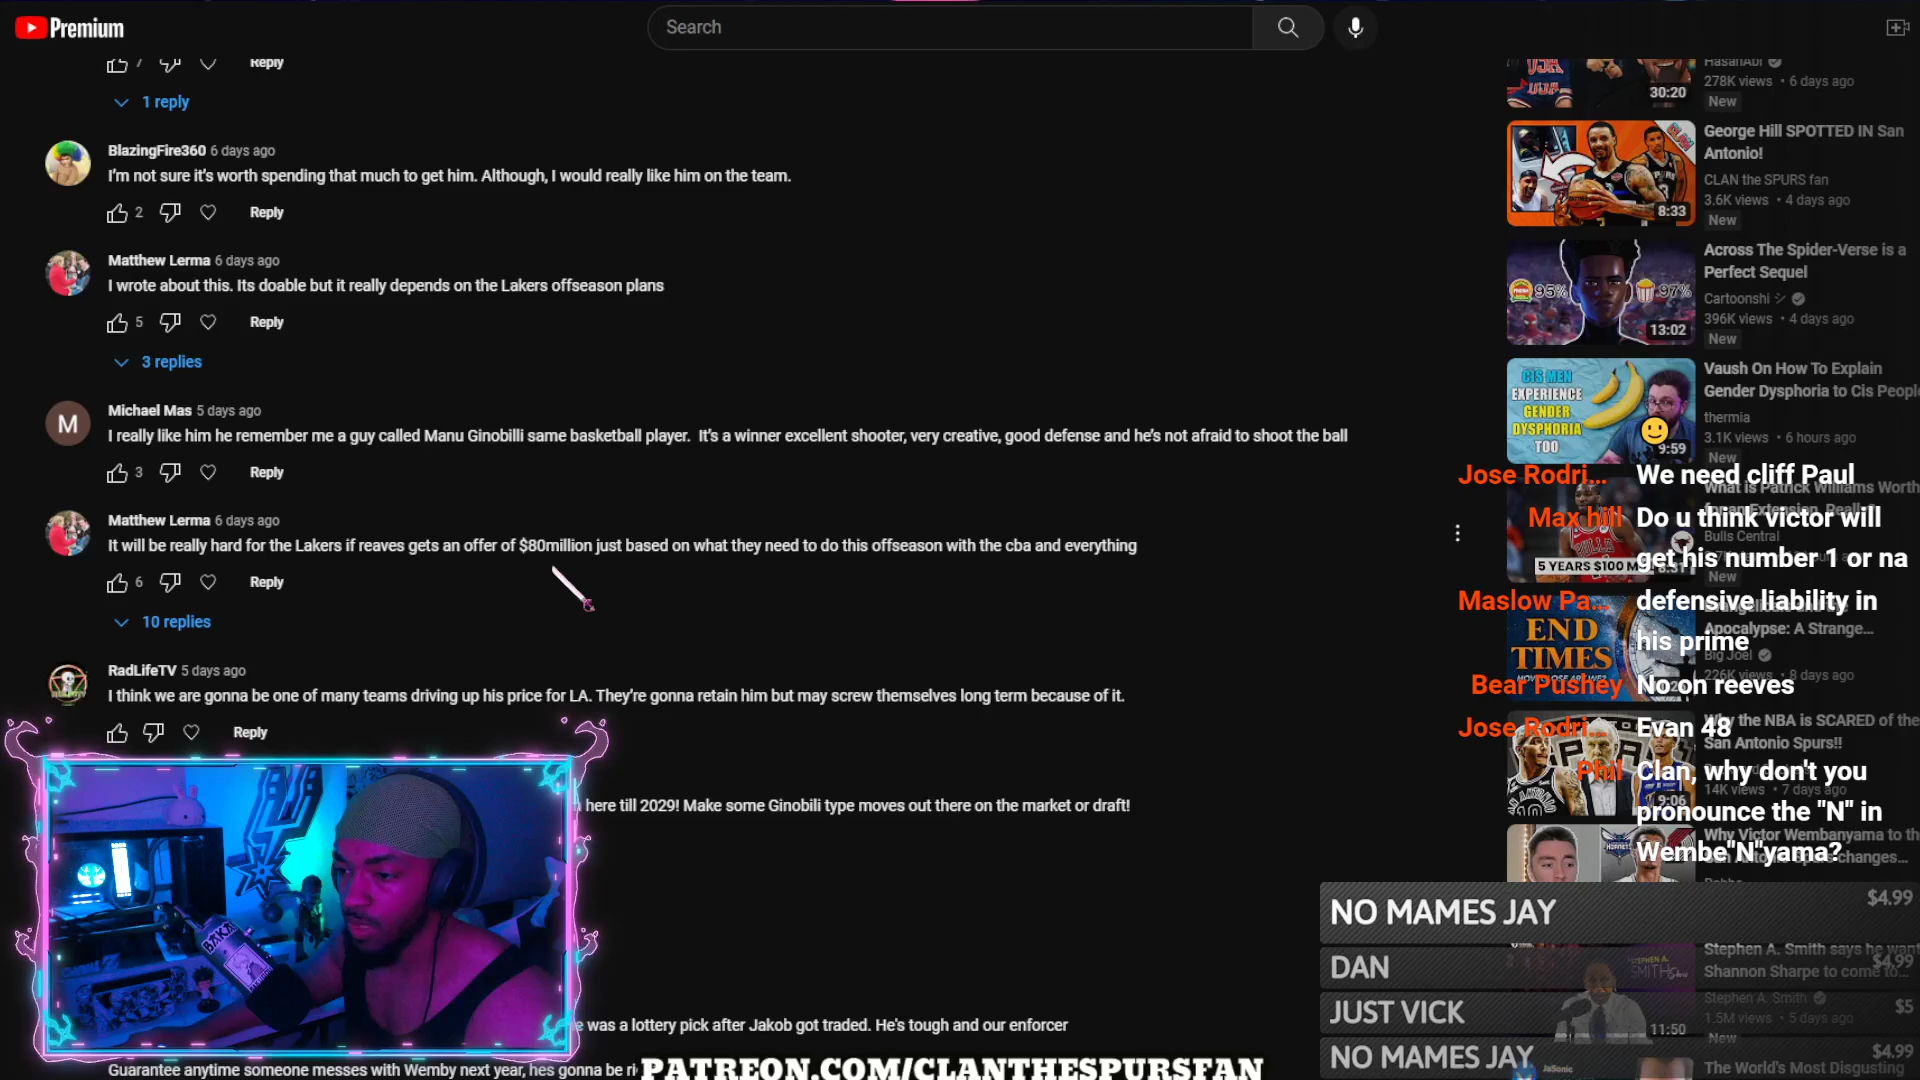 Premium
Search
7
Reply
1 reply
BlazingFire360 6 days ago
I'm not sure it's worth spending that much to get him. Although, I would really like him on the team.
2
Reply
Matthew Lerma 6 days ago
I wrote about this. Its doable but it really depends on the Lakers offseason plans
5
Reply
3 replies
M
Michael Mas 5 days ago
I really like him he remember me a guy called Manu Ginobilli same basketball player. It's a winner excellent shooter, very creative, good defense and he's not afraid to shoot the ball
3
Reply
Matthew Lerma 6 days ago
It will be really hard for the Lakers if reaves gets an offer of $80million just based on what they need to do this offseason with the cba and everything
6
Reply
10 replies
RadLifeTV 5 days ago
I think we are gonna be one of many teams driving up his price for LA. They're gonna retain him but may screw themselves long term because of it.
Reply
here till 2029! Make some Ginobili type moves out there on the market or draft!
was a lottery pick after Jakob got traded. He's tough and our enforcer
Guarantee anytime someone messes with Wemby next year, hes gonna be
BAKA
PATREON.COM/CLANTHESPURSFAN
HasanAbi
278K views • 6 days ago
New
30:20
George Hill SPOTTED IN San
Antonio!
CLAN the SPURS fan
3.6K views • 4 days ago
New
8:33
Across The Spider-Verse is a
Perfect Sequel
Cartoonshi シ
396K views • 4 days ago
New
95%
97%
13:02
Vaush On How To Explain
Gender Dysphoria to Cis People
thermia
3.1K views • 6 hours ago
New
CIS MEN
EXPERIENCE
GENDER
DYSPHORIA
TOO
9:59
Jose Rodri... We need cliff Paul
What is Patrick Williams Worth
for an Extension, Really?
Bulls Central
New
5 YEARS $100 M
8:31
Max hill Do u think victor will
get his number 1 or na
Maslow Pa... defensive liability in
his prime
Apocalypse: A Strange...
Big Joel
226K views • 8 days ago
END
TIMES
Bear Pushey No on reeves
Jose Rodri... Evan 48
Why the NBA is SCARED of the
San Antonio Spurs!!
14K views • 7 days ago
9:06
Phil Clan, why don't you
pronounce the "N" in
Wembe"N"yama?
Why Victor Wembanyama to the
San Antonio Spurs changes...
NO MAMES JAY $4.99
DAN $4.99
JUST VICK $5
NO MAMES JAY $4.99
Stephen A. Smith says he want
Shannon Sharpe to come to...
Stephen A. Smith
1.5M views • 5 days ago
New
11:50
The World's Most Disgusting
JaSonic